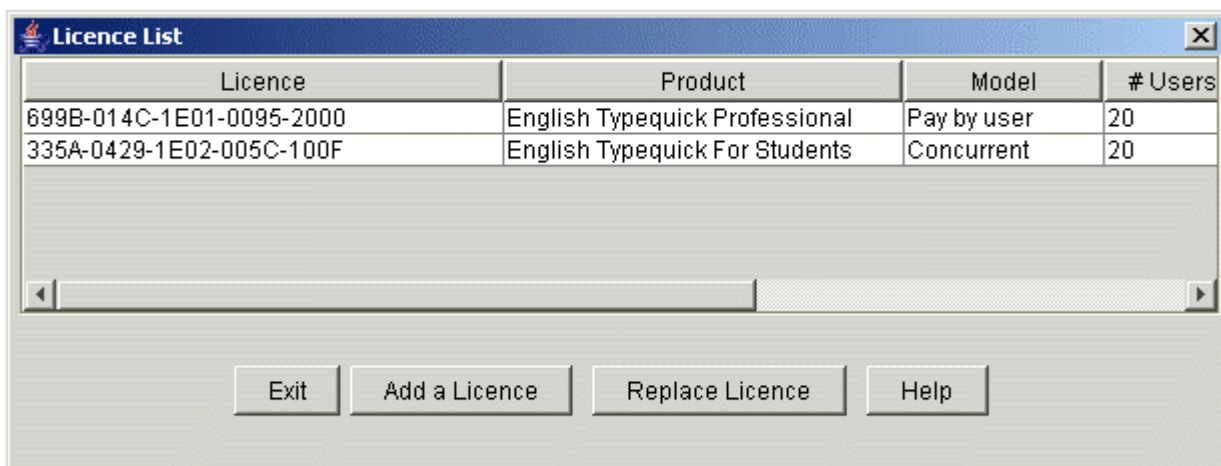 Licence List
Licence Product Model # Users
699B-014C-1E01-0095-2000 English Typequick Professional Pay by user 20
335A-0429-1E02-005C-100F English Typequick For Students Concurrent 20
Exit Add a Licence Replace Licence Help